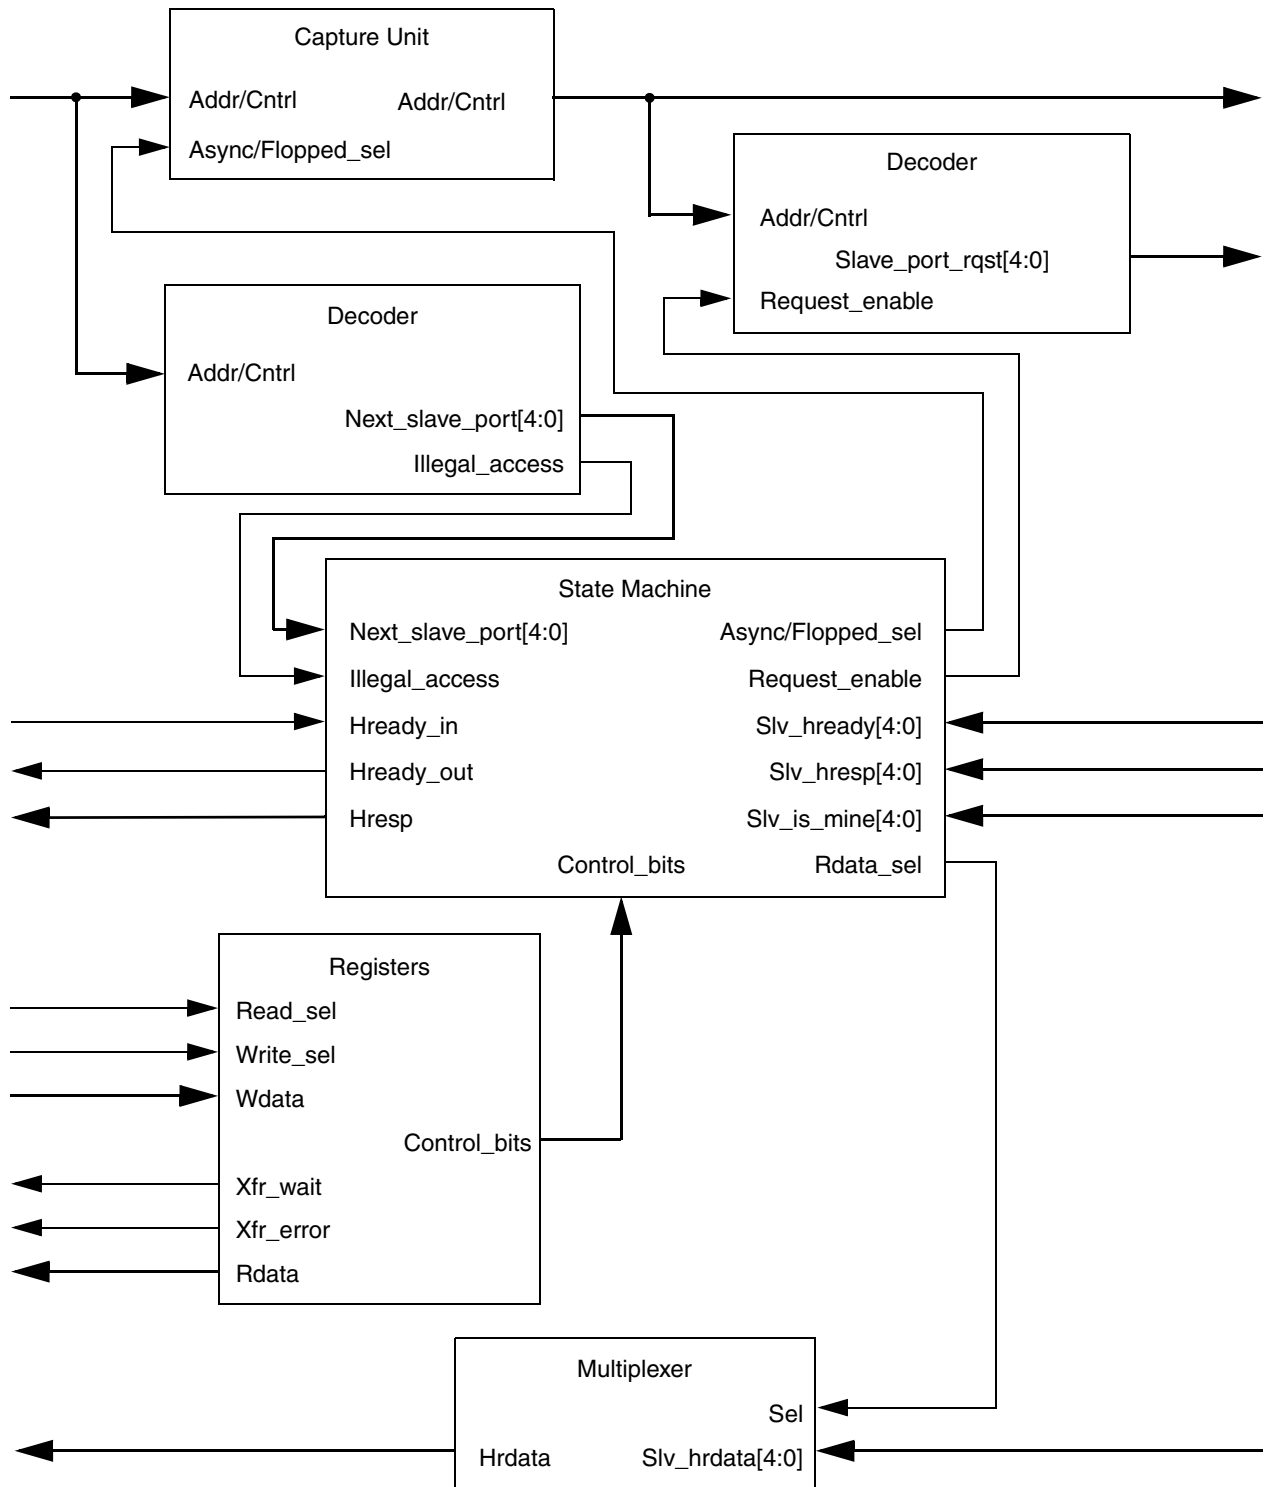 Capture Unit
Addr/Cntrl Addr/Cntrl
Async/Flopped_sel
Decoder
Addr/Cntrl
Slave_port_rqst[4:0]
Request_enable
Decoder
Addr/Cntrl
Next_slave_port[4:0]
Illegal_access
State Machine
Next_slave_port[4:0] Async/Flopped_sel
Illegal_access Request_enable
Hready_in Slv_hready[4:0]
Hready_out Slv_hresp[4:0]
Hresp Slv_is_mine[4:0]
Control_bits Rdata_sel
Registers
Read_sel
Write_sel
Wdata
Control_bits
Xfr_wait
Xfr_error
Rdata
Multiplexer
Sel
Hrdata Slv_hrdata[4:0]